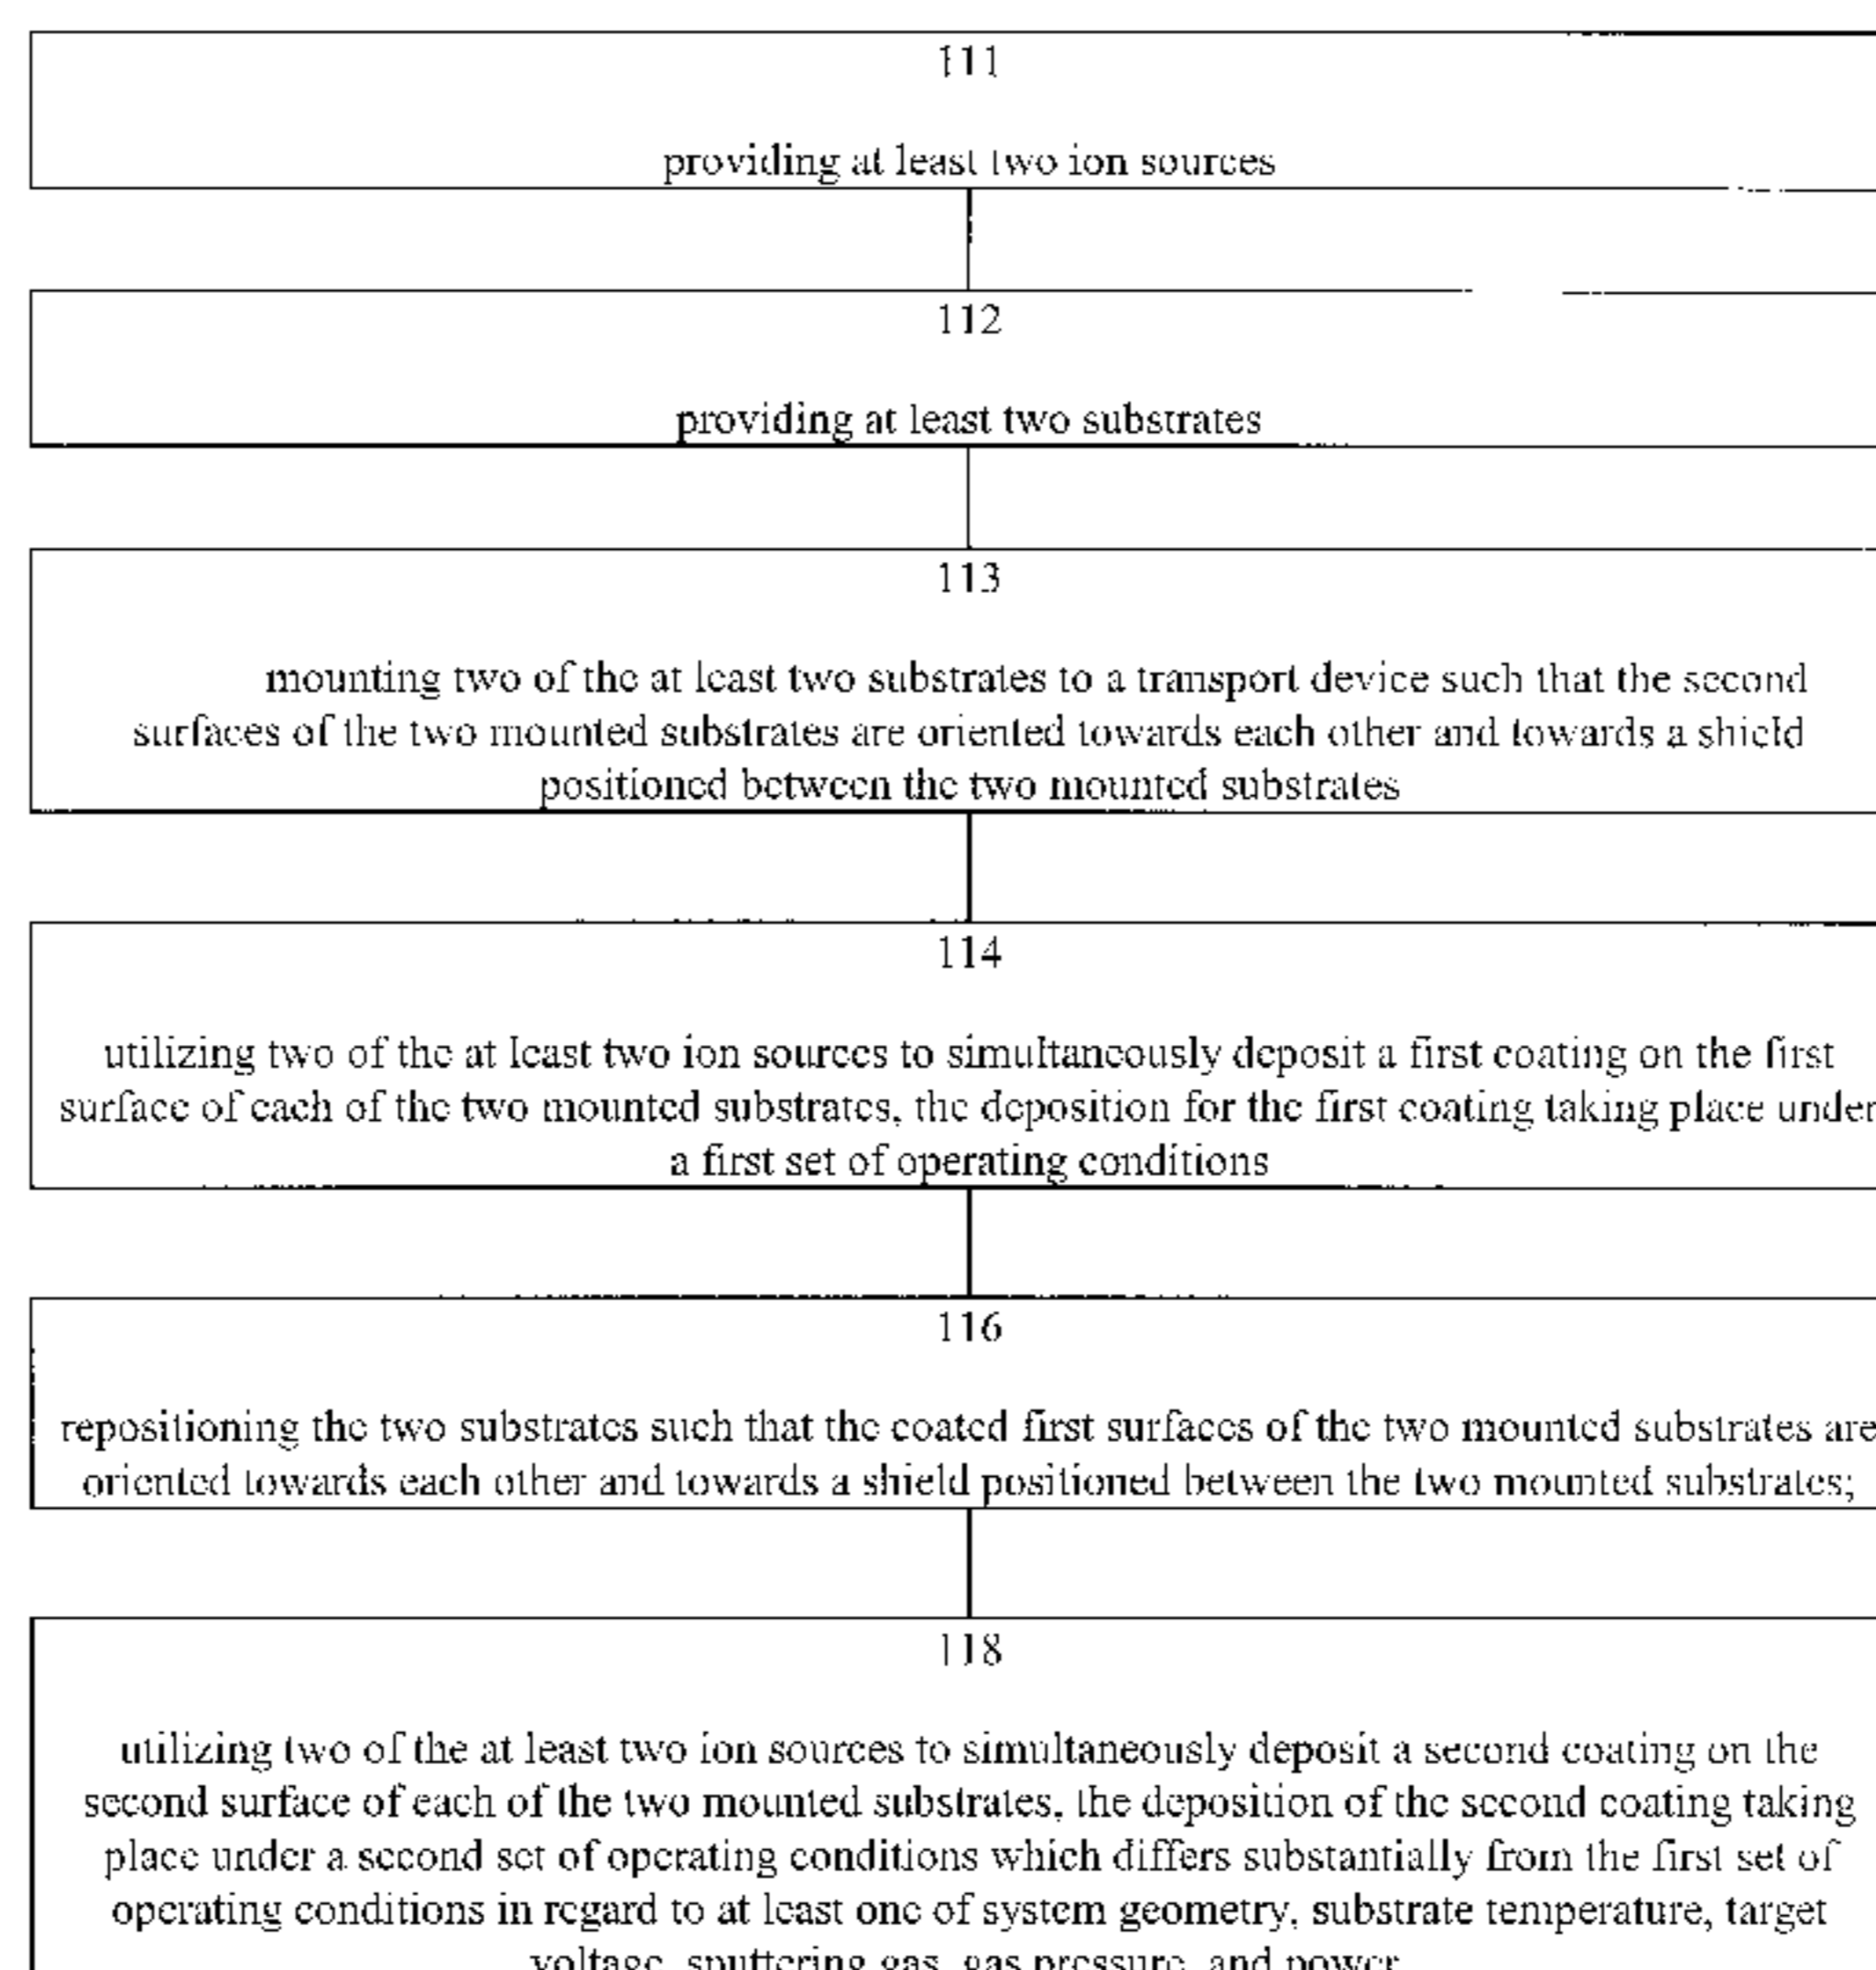 111
providing at least two ion sources
112
providing at least two substrates
113
mounting two of the at least two substrates to a transport device such that the second
surfaces of the two mounted substrates are oriented towards each other and towards a shield
positioned between the two mounted substrates
114
utilizing two of the at least two ion sources to simultaneously deposit a first coating on the first
surface of each of the two mounted substrates, the deposition for the first coating taking place under
a first set of operating conditions
116
repositioning the two substrates such that the coated first surfaces of the two mounted substrates are
oriented towards each other and towards a shield positioned between the two mounted substrates;
118
utilizing two of the at least two ion sources to simultaneously deposit a second coating on the
second surface of each of the two mounted substrates, the deposition of the second coating taking
place under a second set of operating conditions which differs substantially from the first set of
operating conditions in regard to at least one of system geometry, substrate temperature, target
voltage, sputtering gas, gas pressure, and power